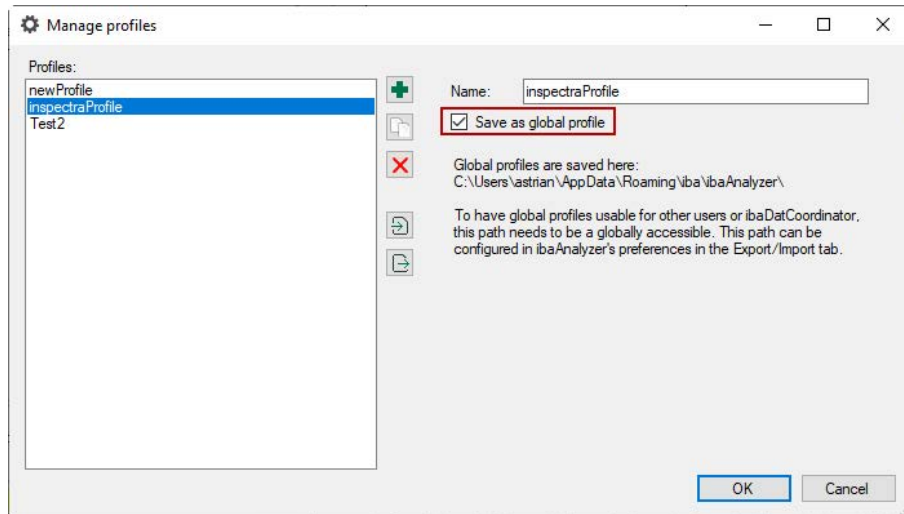 Manage profiles
Profiles:
newProfile
inspectraProfile
Test2
Name: inspectraProfile
Save as global profile
Global profiles are saved here:
C:\Users\astrian\AppData\Roaming\iba\ibaAnalyzer\
To have global profiles usable for other users or ibaDatCoordinator,
this path needs to be a globally accessible. This path can be
configured in ibaAnalyzer's preferences in the Export/Import tab.
OK Cancel